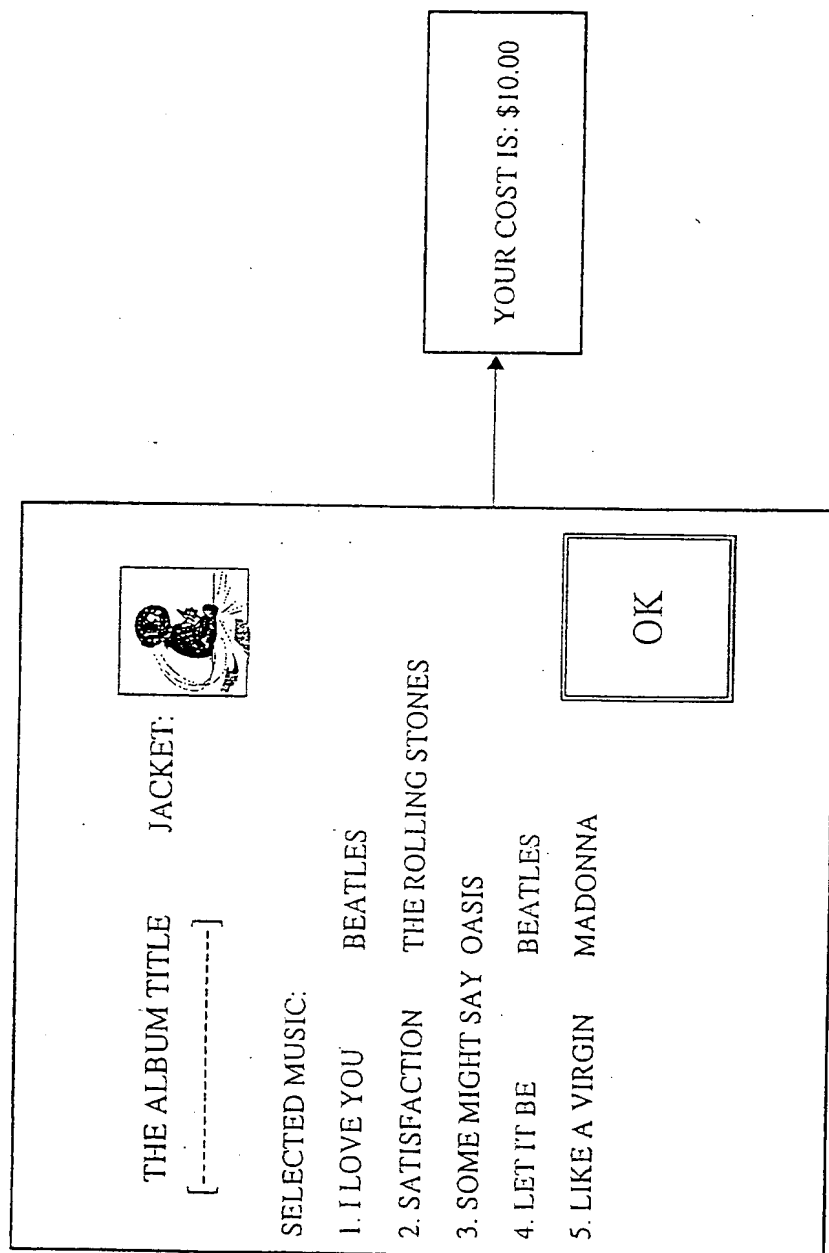 THE ALBUM TITLE JACKET:
[--------------------]
SELECTED MUSIC:
1. I LOVE YOU BEATLES
2. SATISFACTION THE ROLLING STONES
3. SOME MIGHT SAY OASIS
4. LET IT BE BEATLES
5. LIKE A VIRGIN MADONNA
OK
YOUR COST IS: $10.00